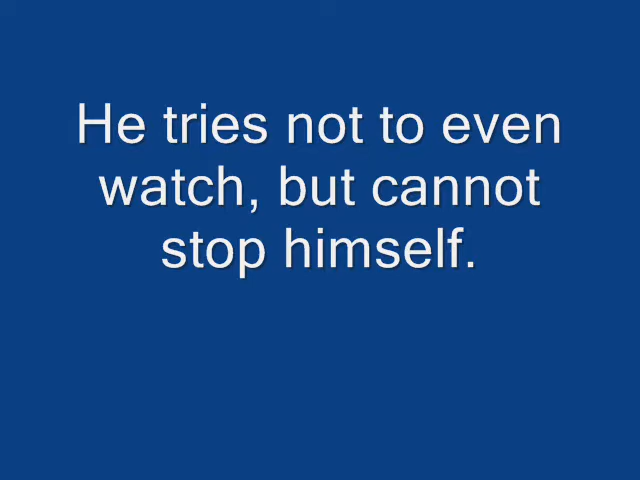 He tries not to even
watch, but cannot
stop himself.